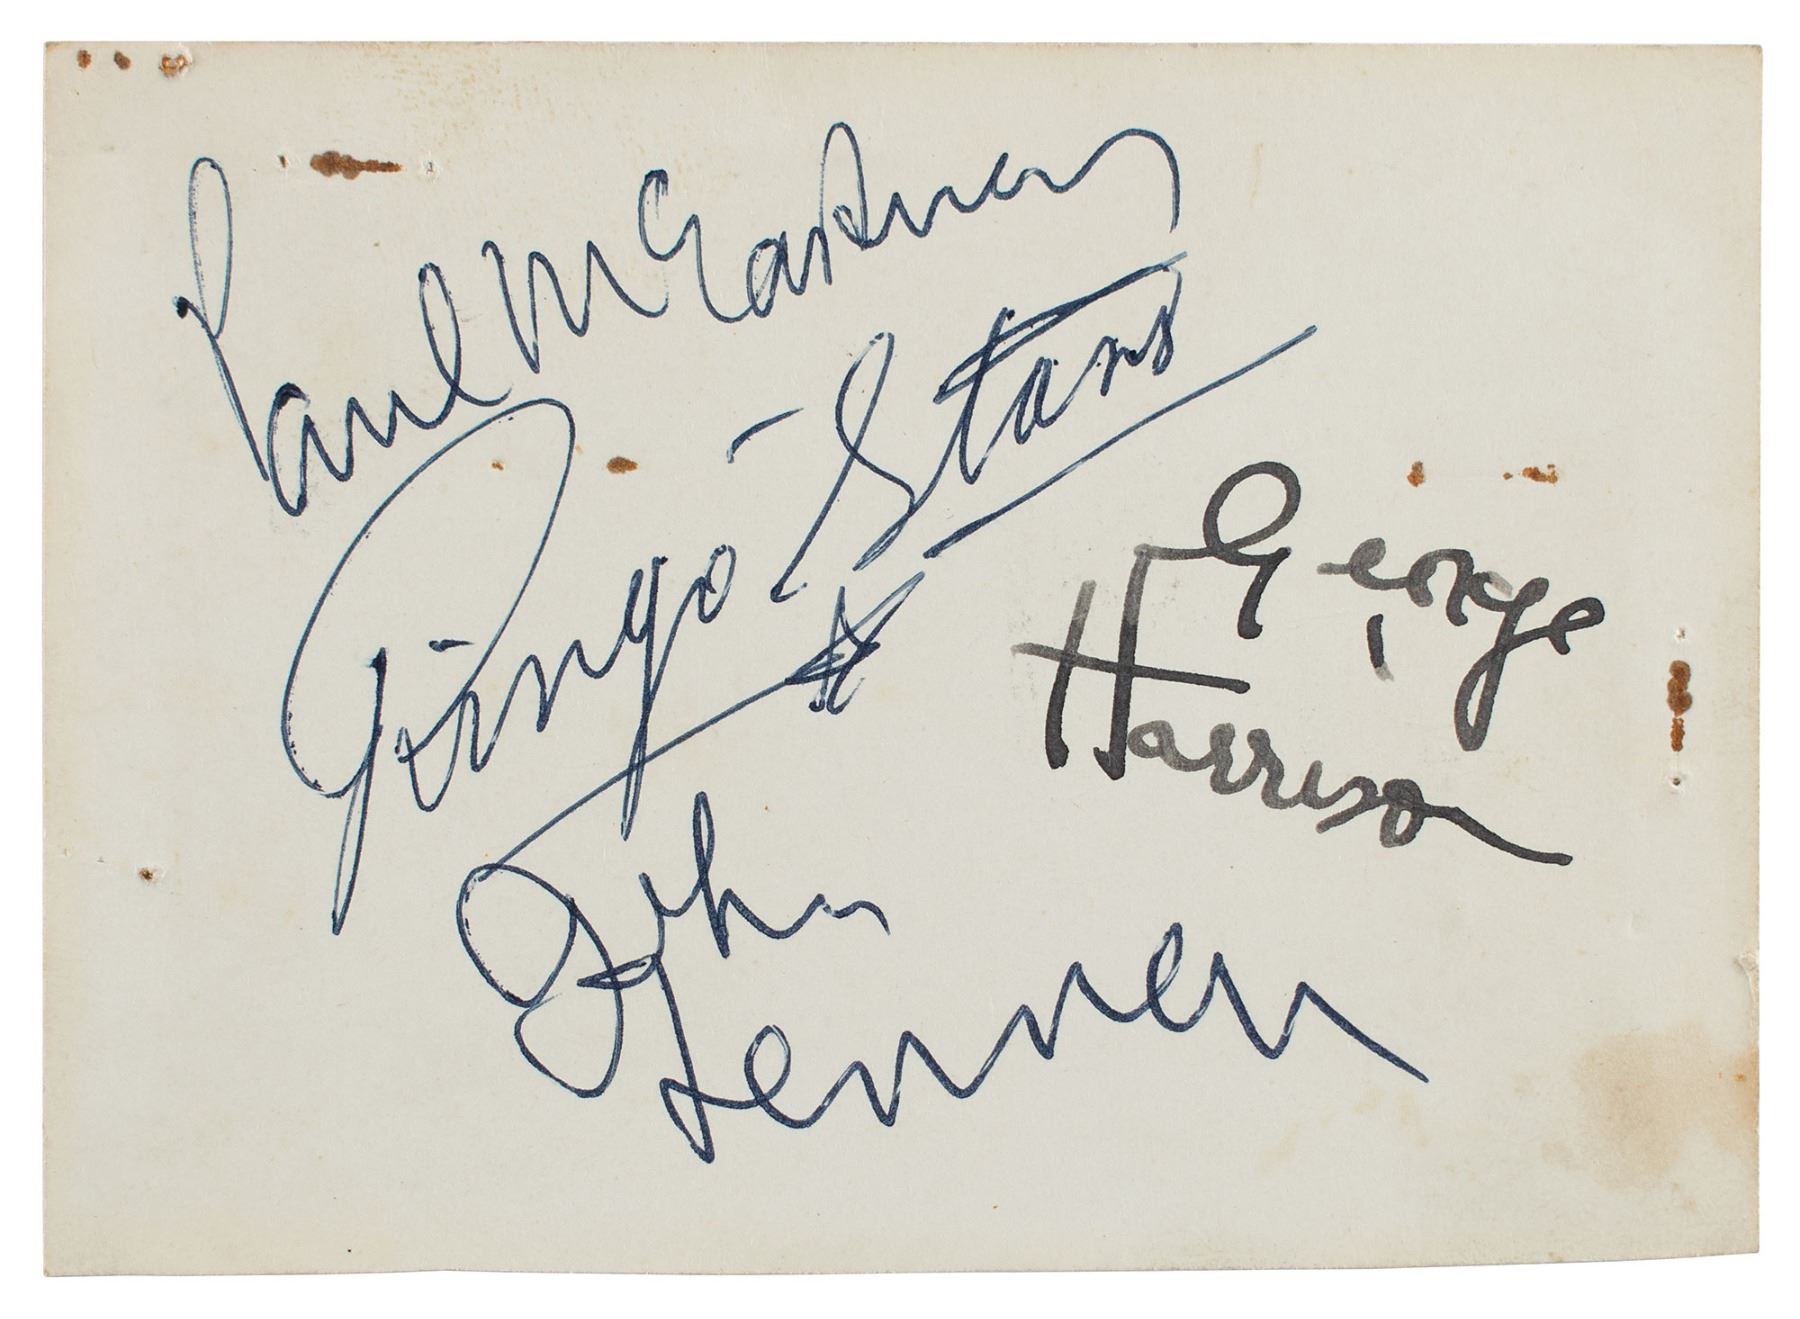 Paul McCartney
Ringo Starr
George
Harrison
John
Lennon